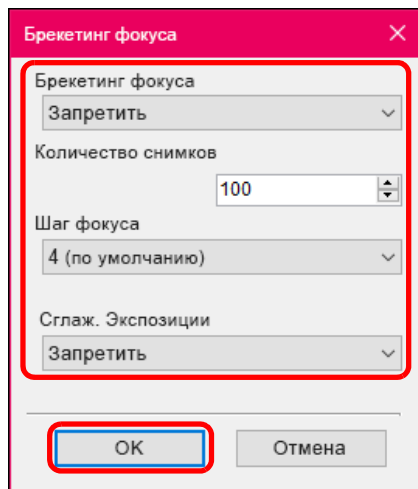 Брекетинг фокуса
Брекетинг фокуса
Запретить
Количество снимков
100
Шаг фокуса
4 (по умолчанию)
Сглаж. Экспозиции
Запретить
OK
Отмена